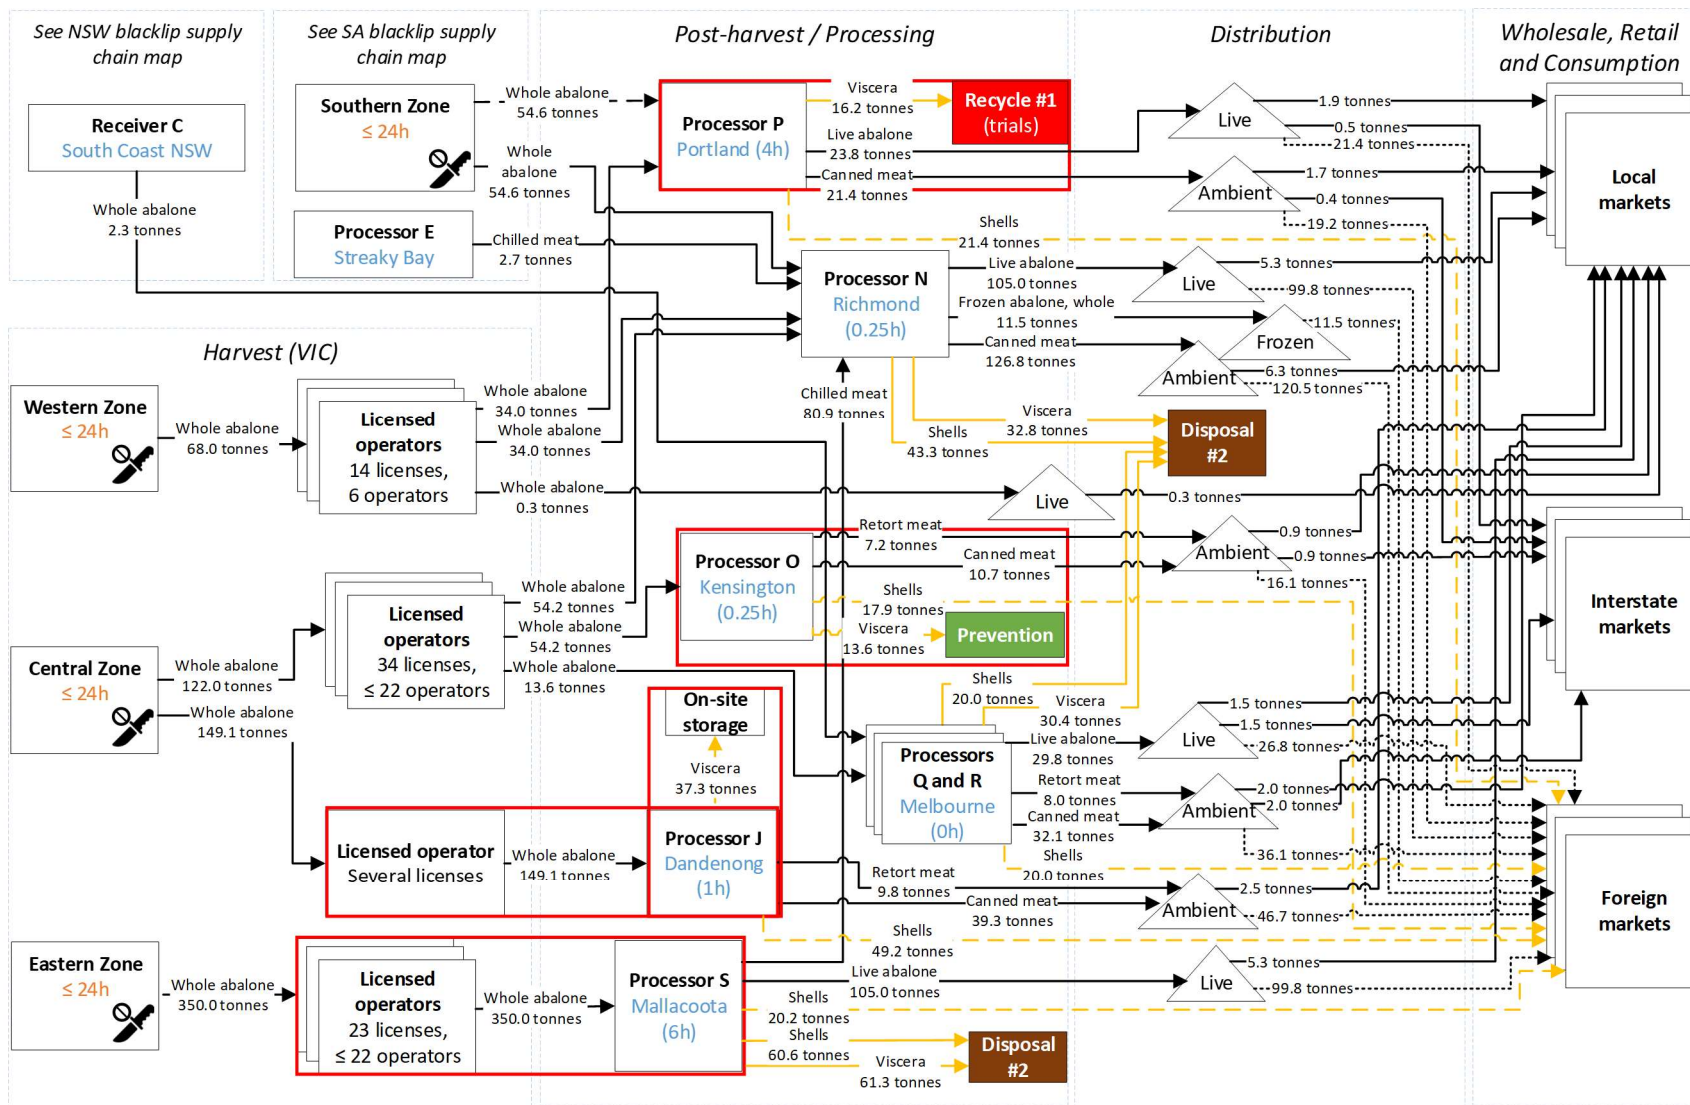 See NSW blacklip supply
chain map
See SA blacklip supply
chain map
Post-harvest / Processing
Distribution
Wholesale, Retail
and Consumption
Receiver C
South Coast NSW
Whole abalone
2.3 tonnes
Southern Zone
≤ 24h
Whole abalone
54.6 tonnes
Whole
abalone
54.6 tonnes
Processor E
Streaky Bay
Chilled meat
2.7 tonnes
Processor P
Portland (4h)
Viscera
16.2 tonnes
Recycle #1
(trials)
Live abalone
23.8 tonnes
Canned meat
21.4 tonnes
Shells
21.4 tonnes
Live
1.9 tonnes
0.5 tonnes
21.4 tonnes
Ambient
1.7 tonnes
0.4 tonnes
19.2 tonnes
Local
markets
Processor N
Richmond
(0.25h)
Live abalone
105.0 tonnes
Frozen abalone, whole
11.5 tonnes
Canned meat
126.8 tonnes
Live
5.3 tonnes
99.8 tonnes
Frozen
11.5 tonnes
Ambient
6.3 tonnes
120.5 tonnes
Chilled meat
80.9 tonnes
Viscera
32.8 tonnes
Shells
43.3 tonnes
Disposal
#2
Harvest (VIC)
Western Zone
≤ 24h
Whole abalone
68.0 tonnes
Licensed
operators
14 licenses,
6 operators
Whole abalone
34.0 tonnes
Whole abalone
34.0 tonnes
Whole abalone
0.3 tonnes
Live
0.3 tonnes
Processor O
Kensington
(0.25h)
Retort meat
7.2 tonnes
Canned meat
10.7 tonnes
Shells
17.9 tonnes
Viscera
13.6 tonnes
Prevention
Ambient
0.9 tonnes
0.9 tonnes
16.1 tonnes
Interstate
markets
Central Zone
≤ 24h
Whole abalone
122.0 tonnes
Whole abalone
149.1 tonnes
Licensed
operators
34 licenses,
≤ 22 operators
Whole abalone
54.2 tonnes
Whole abalone
54.2 tonnes
Whole abalone
13.6 tonnes
On-site
storage
Viscera
37.3 tonnes
Shells
20.0 tonnes
Viscera
30.4 tonnes
Processors
Q and R
Melbourne
(0h)
Live abalone
29.8 tonnes
Retort meat
8.0 tonnes
Canned meat
32.1 tonnes
Shells
20.0 tonnes
Live
1.5 tonnes
1.5 tonnes
26.8 tonnes
Ambient
2.0 tonnes
2.0 tonnes
36.1 tonnes
Licensed operator
Several licenses
Whole abalone
149.1 tonnes
Processor J
Dandenong
(1h)
Retort meat
9.8 tonnes
Canned meat
39.3 tonnes
Shells
49.2 tonnes
Ambient
2.5 tonnes
46.7 tonnes
Foreign
markets
Eastern Zone
≤ 24h
Whole abalone
350.0 tonnes
Licensed
operators
23 licenses,
≤ 22 operators
Whole abalone
350.0 tonnes
Processor S
Mallacoota
(6h)
Live abalone
105.0 tonnes
Shells
20.2 tonnes
Shells
60.6 tonnes
Viscera
61.3 tonnes
Disposal
#2
Live
5.3 tonnes
99.8 tonnes